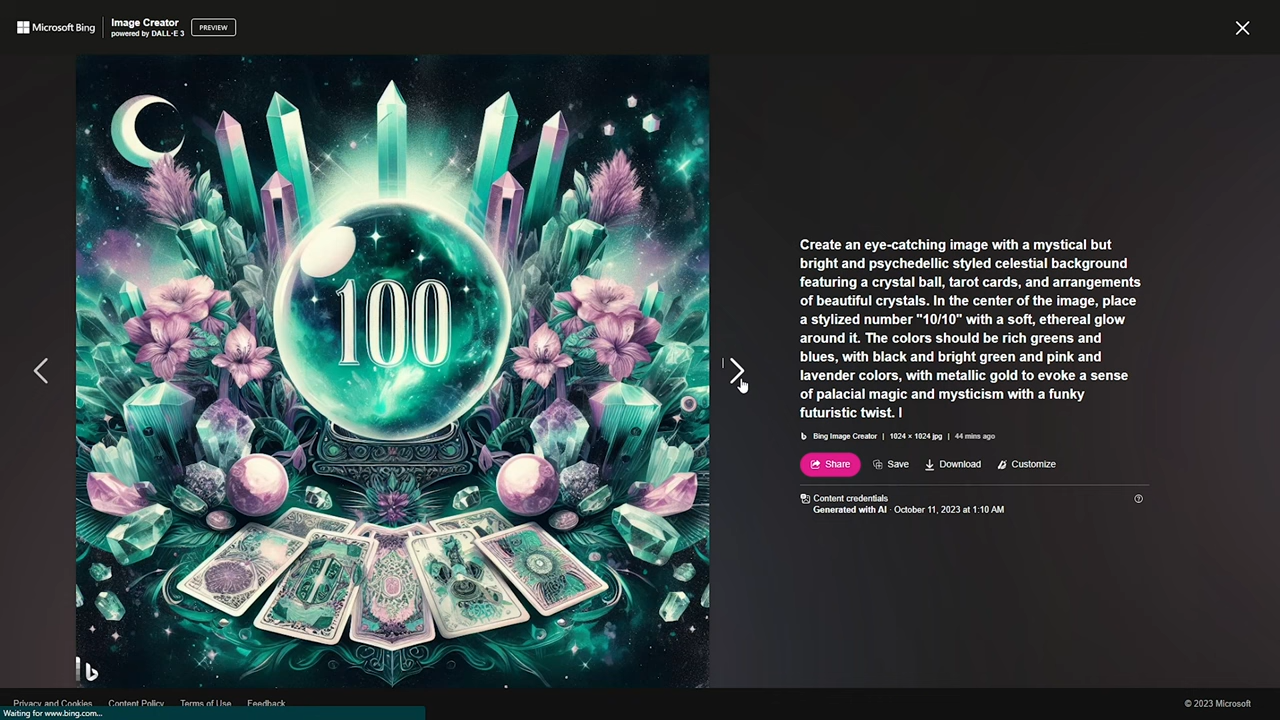 Microsoft Bing
Image Creator
powered by DALL·E 3
PREVIEW
100
Create an eye-catching image with a mystical but
bright and psychedellic styled celestial background
featuring a crystal ball, tarot cards, and arrangements
of beautiful crystals. In the center of the image, place
a stylized number "10/10" with a soft, ethereal glow
around it. The colors should be rich greens and
blues, with black and bright green and pink and
lavender colors, with metallic gold to evoke a sense
of palacial magic and mysticism with a funky
futuristic twist. I
Bing Image Creator | 1024 × 1024 jpg | 44 mins ago
Share Save Download Customize
Content credentials
Generated with AI · October 11, 2023 at 1:10 AM
Privacy and Cookies Content Policy Terms of Use Feedback © 2023 Microsoft
Waiting for www.bing.com...